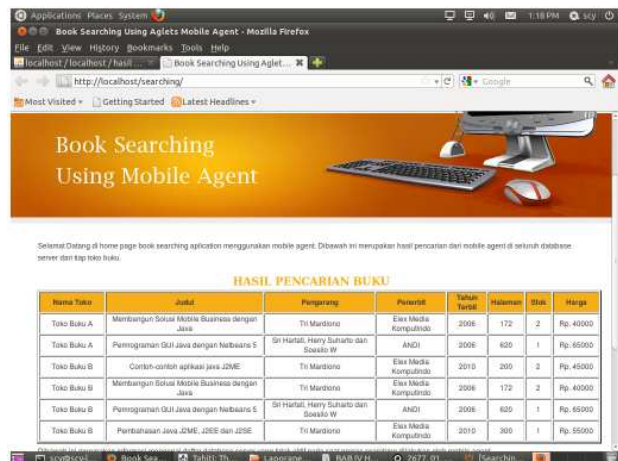 Applications Places System 1:18 PM scy
Book Searching Using Aglets Mobile Agent - Mozilla Firefox
File Edit View History Bookmarks Tools Help
localhost / localhost / hasil... Book Searching Using Aglet...
http://localhost/searching/ Google
Most Visited Getting Started Latest Headlines
Book Searching
Using Mobile Agent
Selamat Datang di home page book searching aplication menggunakan mobile agent. Dibawah ini merupakan hasil pencarian dari mobile agent di seluruh database
server dari tiap toko buku.
HASIL PENCARIAN BUKU
Nama Toko Judul Pengarang Penerbit Tahun Terbit Halaman Stok Harga
Toko Buku A Membangun Solusi Mobile Business dengan Java Tri Mardiono Elex Media Komputindo 2006 172 2 Rp. 40000
Toko Buku A Pemrograman GUI Java dengan Netbeans 5 Sri Hartati, Herry Suharto dan Soesilo W ANDI 2006 620 1 Rp. 65000
Toko Buku B Contoh-contoh aplikasi java J2ME Tri Mardiono Elex Media Komputindo 2010 200 2 Rp. 45000
Toko Buku B Membangun Solusi Mobile Business dengan Java Tri Mardiono Elex Media Komputindo 2006 172 2 Rp. 40000
Toko Buku B Pemrograman GUI Java dengan Netbeans 5 Sri Hartati, Herry Suharto dan Soesilo W ANDI 2006 620 1 Rp. 65000
Toko Buku B Pembahasan Java J2ME, J2EE dan J2SE Tri Mardiono Elex Media Komputindo 2010 300 1 Rp. 55000
Book Sea... Laporane BAB IV H... 2677_01 [Searchin...